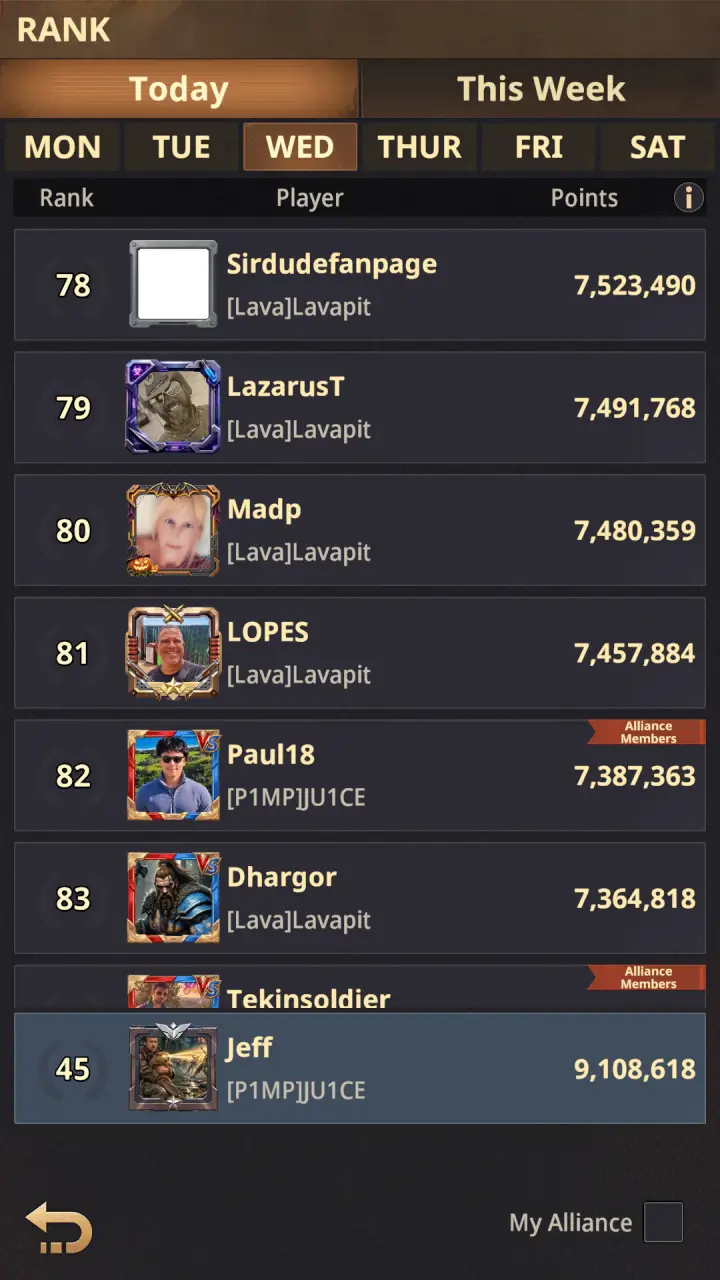 RANK
Today
This Week
MON TUE WED THUR FRI SAT
Rank Player Points i
Sirdudefanpage
78 7,523,490
[Lava]Lavapit
LazarusT
79 7,491,768
[Lava]Lavapit
Madp
80 7,480,359
[Lava]Lavapit
LOPES
81 7,457,884
[Lava]Lavapit
Alliance
Members
Paul18
82 7,387,363
[P1MP]JU1CE
Dhargor
83 7,364,818
[Lava]Lavapit
Alliance
Members
Tekinsoldier
Jeff
45 9,108,618
[P1MP]JU1CE
My Alliance